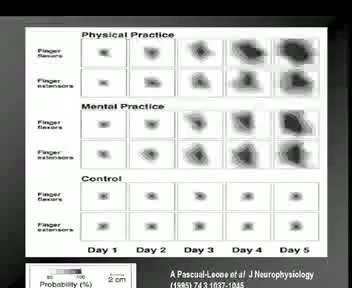 Physical Practice
Finger
flexors
Finger
extensors
Mental Practice
Finger
flexors
Finger
extensors
Control
Finger
flexors
Finger
extensors
Day 1 Day 2 Day 3 Day 4 Day 5
Probability (%)
2 cm
A Pascual-Leone et al J Neurophysiology
(1995) 74:3 1037-1045